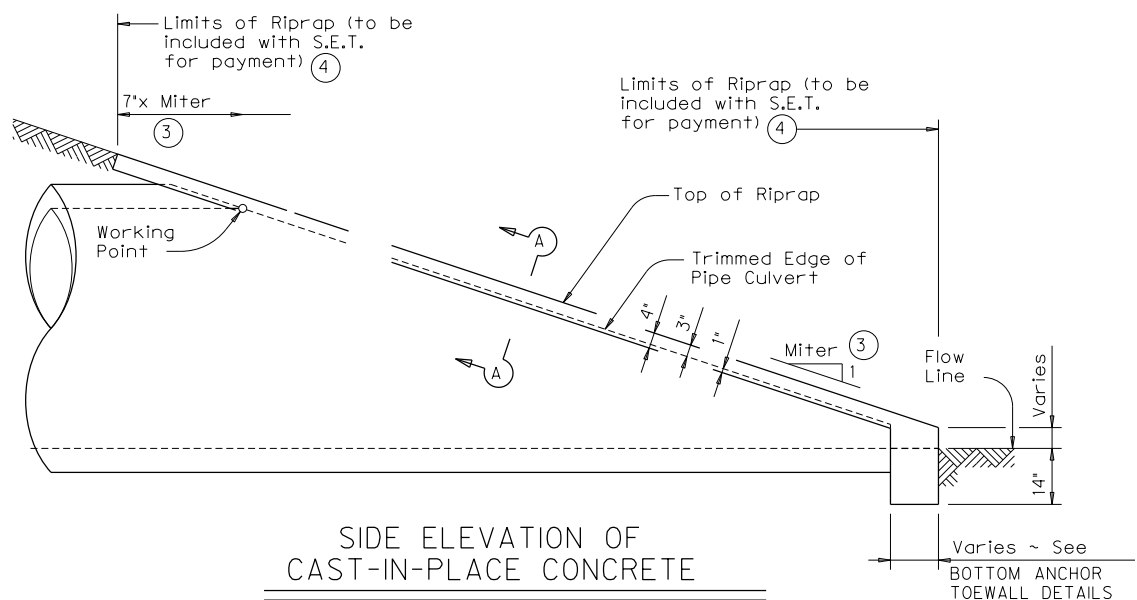 Limits of Riprap (to be
included with S.E.T.
for payment) 4
7"x Miter
3
Limits of Riprap (to be
included with S.E.T.
for payment) 4
Top of Riprap
Working
Point
A
Trimmed Edge of
Pipe Culvert
4"
3"
1"
Miter 3
1
Flow
Line
Varies
A
14"
SIDE ELEVATION OF
CAST-IN-PLACE CONCRETE
Varies ~ See
BOTTOM ANCHOR
TOEWALL DETAILS